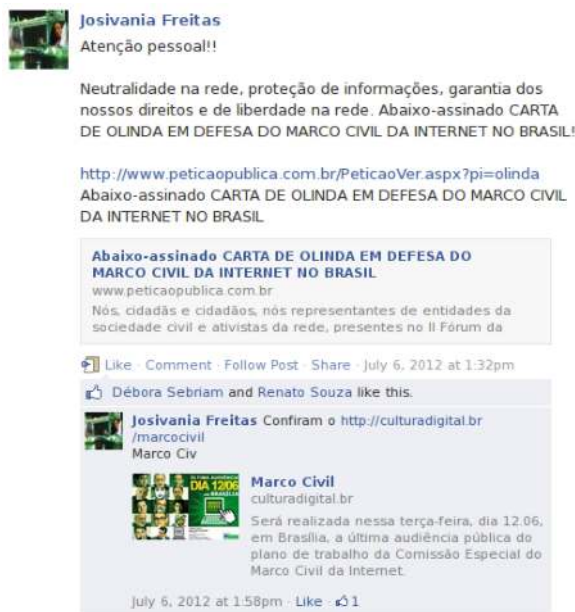 Josivania Freitas
Atenção pessoal!!
Neutralidade na rede, proteção de informações, garantia dos
nossos direitos e de liberdade na rede. Abaixo-assinado CARTA
DE OLINDA EM DEFESA DO MARCO CIVIL DA INTERNET NO BRASIL!
http://www.peticaopublica.com.br/PeticaoVer.aspx?pi=olinda
Abaixo-assinado CARTA DE OLINDA EM DEFESA DO MARCO CIVIL
DA INTERNET NO BRASIL
Abaixo-assinado CARTA DE OLINDA EM DEFESA DO
MARCO CIVIL DA INTERNET NO BRASIL
www.peticaopublica.com.br
Nós, cidadãs e cidadãos, nós representantes de entidades da
sociedade civil e ativistas da rede, presentes no II Fórum da
Like · Comment · Follow Post · Share · July 6, 2012 at 1:32pm
Débora Sebriam and Renato Souza like this.
Josivania Freitas Confiram o http://culturadigital.br
/marcocivil
Marco Civ
ÚLTIMA AUDIÊNCIA
DIA 12/06
BRASÍLIA
Marco Civil
culturadigital.br
Será realizada nessa terça-feira, dia 12.06,
em Brasília, a última audiência pública do
plano de trabalho da Comissão Especial do
Marco Civil da Internet.
July 6, 2012 at 1:58pm · Like · 1